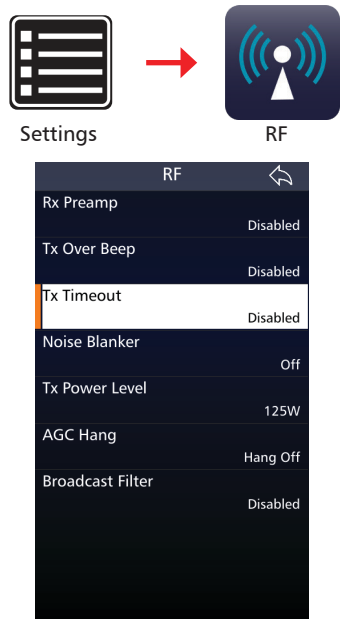 Settings
RF
RF
Rx Preamp
Disabled
Tx Over Beep
Disabled
Tx Timeout
Disabled
Noise Blanker
Off
Tx Power Level
125W
AGC Hang
Hang Off
Broadcast Filter
Disabled